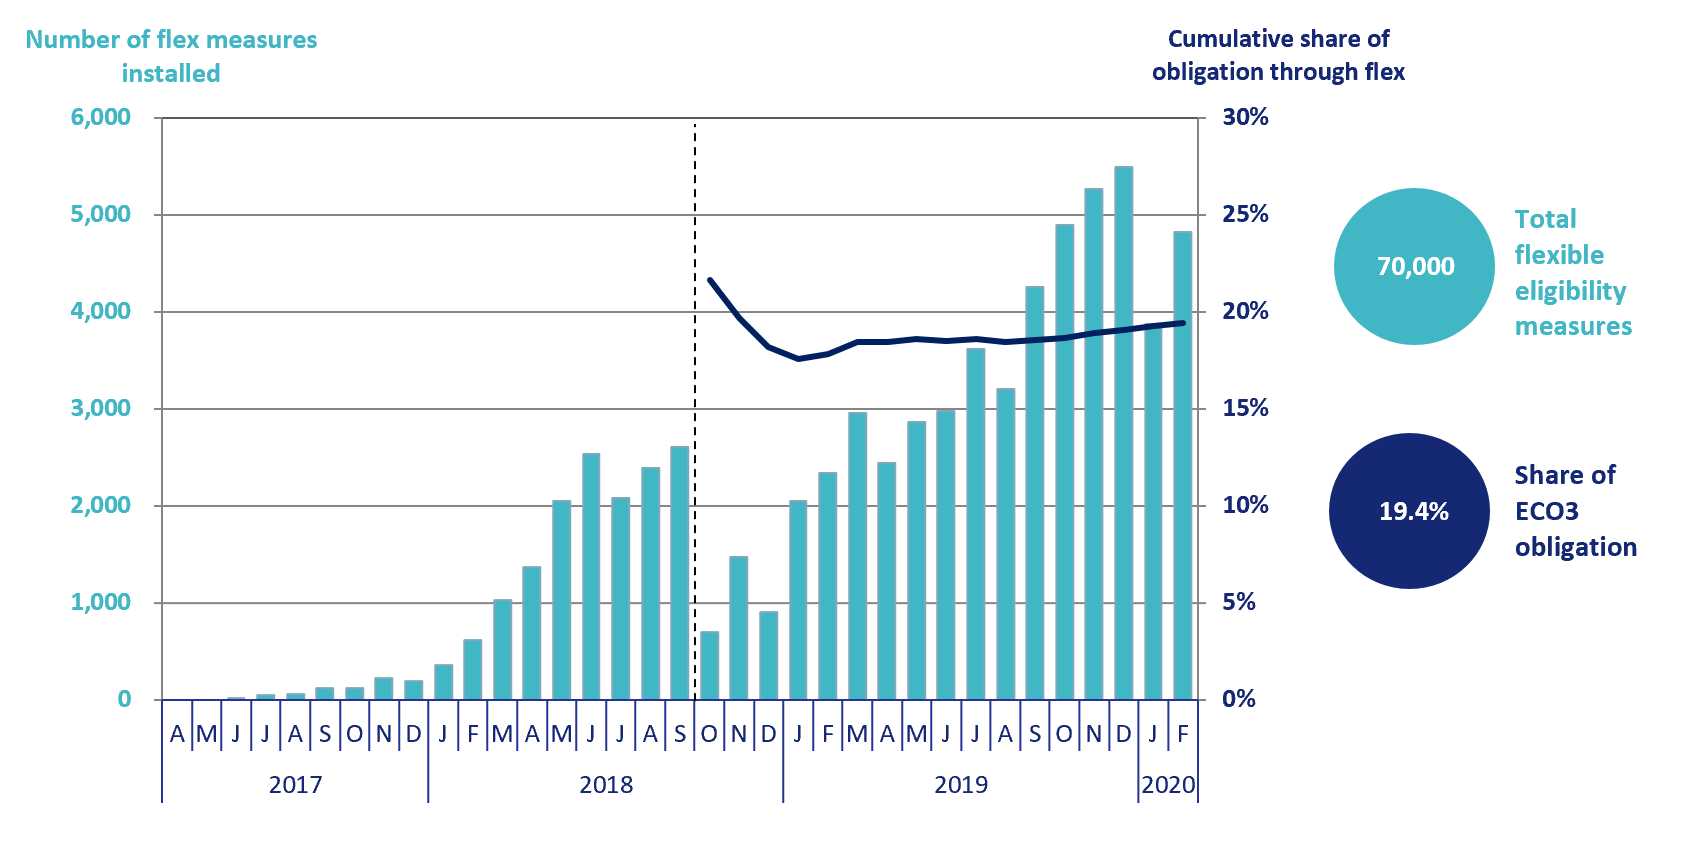 Number of flex measures
installed
Cumulative share of
obligation through flex
6,000
5,000
4,000
3,000
2,000
1,000
0
30%
25%
20%
15%
10%
5%
0%
A M J J A S O N D J F M A M J J A S O N D J F M A M J J A S O N D J F
2017 2018 2019 2020
70,000
Total
flexible
eligibility
measures
19.4%
Share of
ECO3
obligation